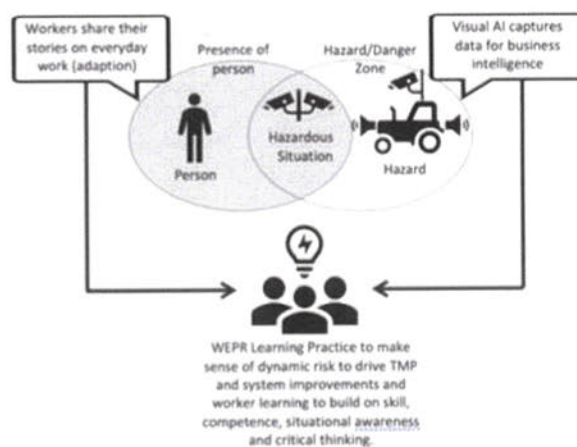 Workers share their
stories on everyday
work (adaption)
Presence of
person
Hazard/Danger
Zone
Visual AI captures
data for business
intelligence
Person
Hazardous
Situation
Hazard
WEPR Learning Practice to make
sense of dynamic risk to drive TMP
and system improvements and
worker learning to build on skill,
competence, situational awareness
and critical thinking.